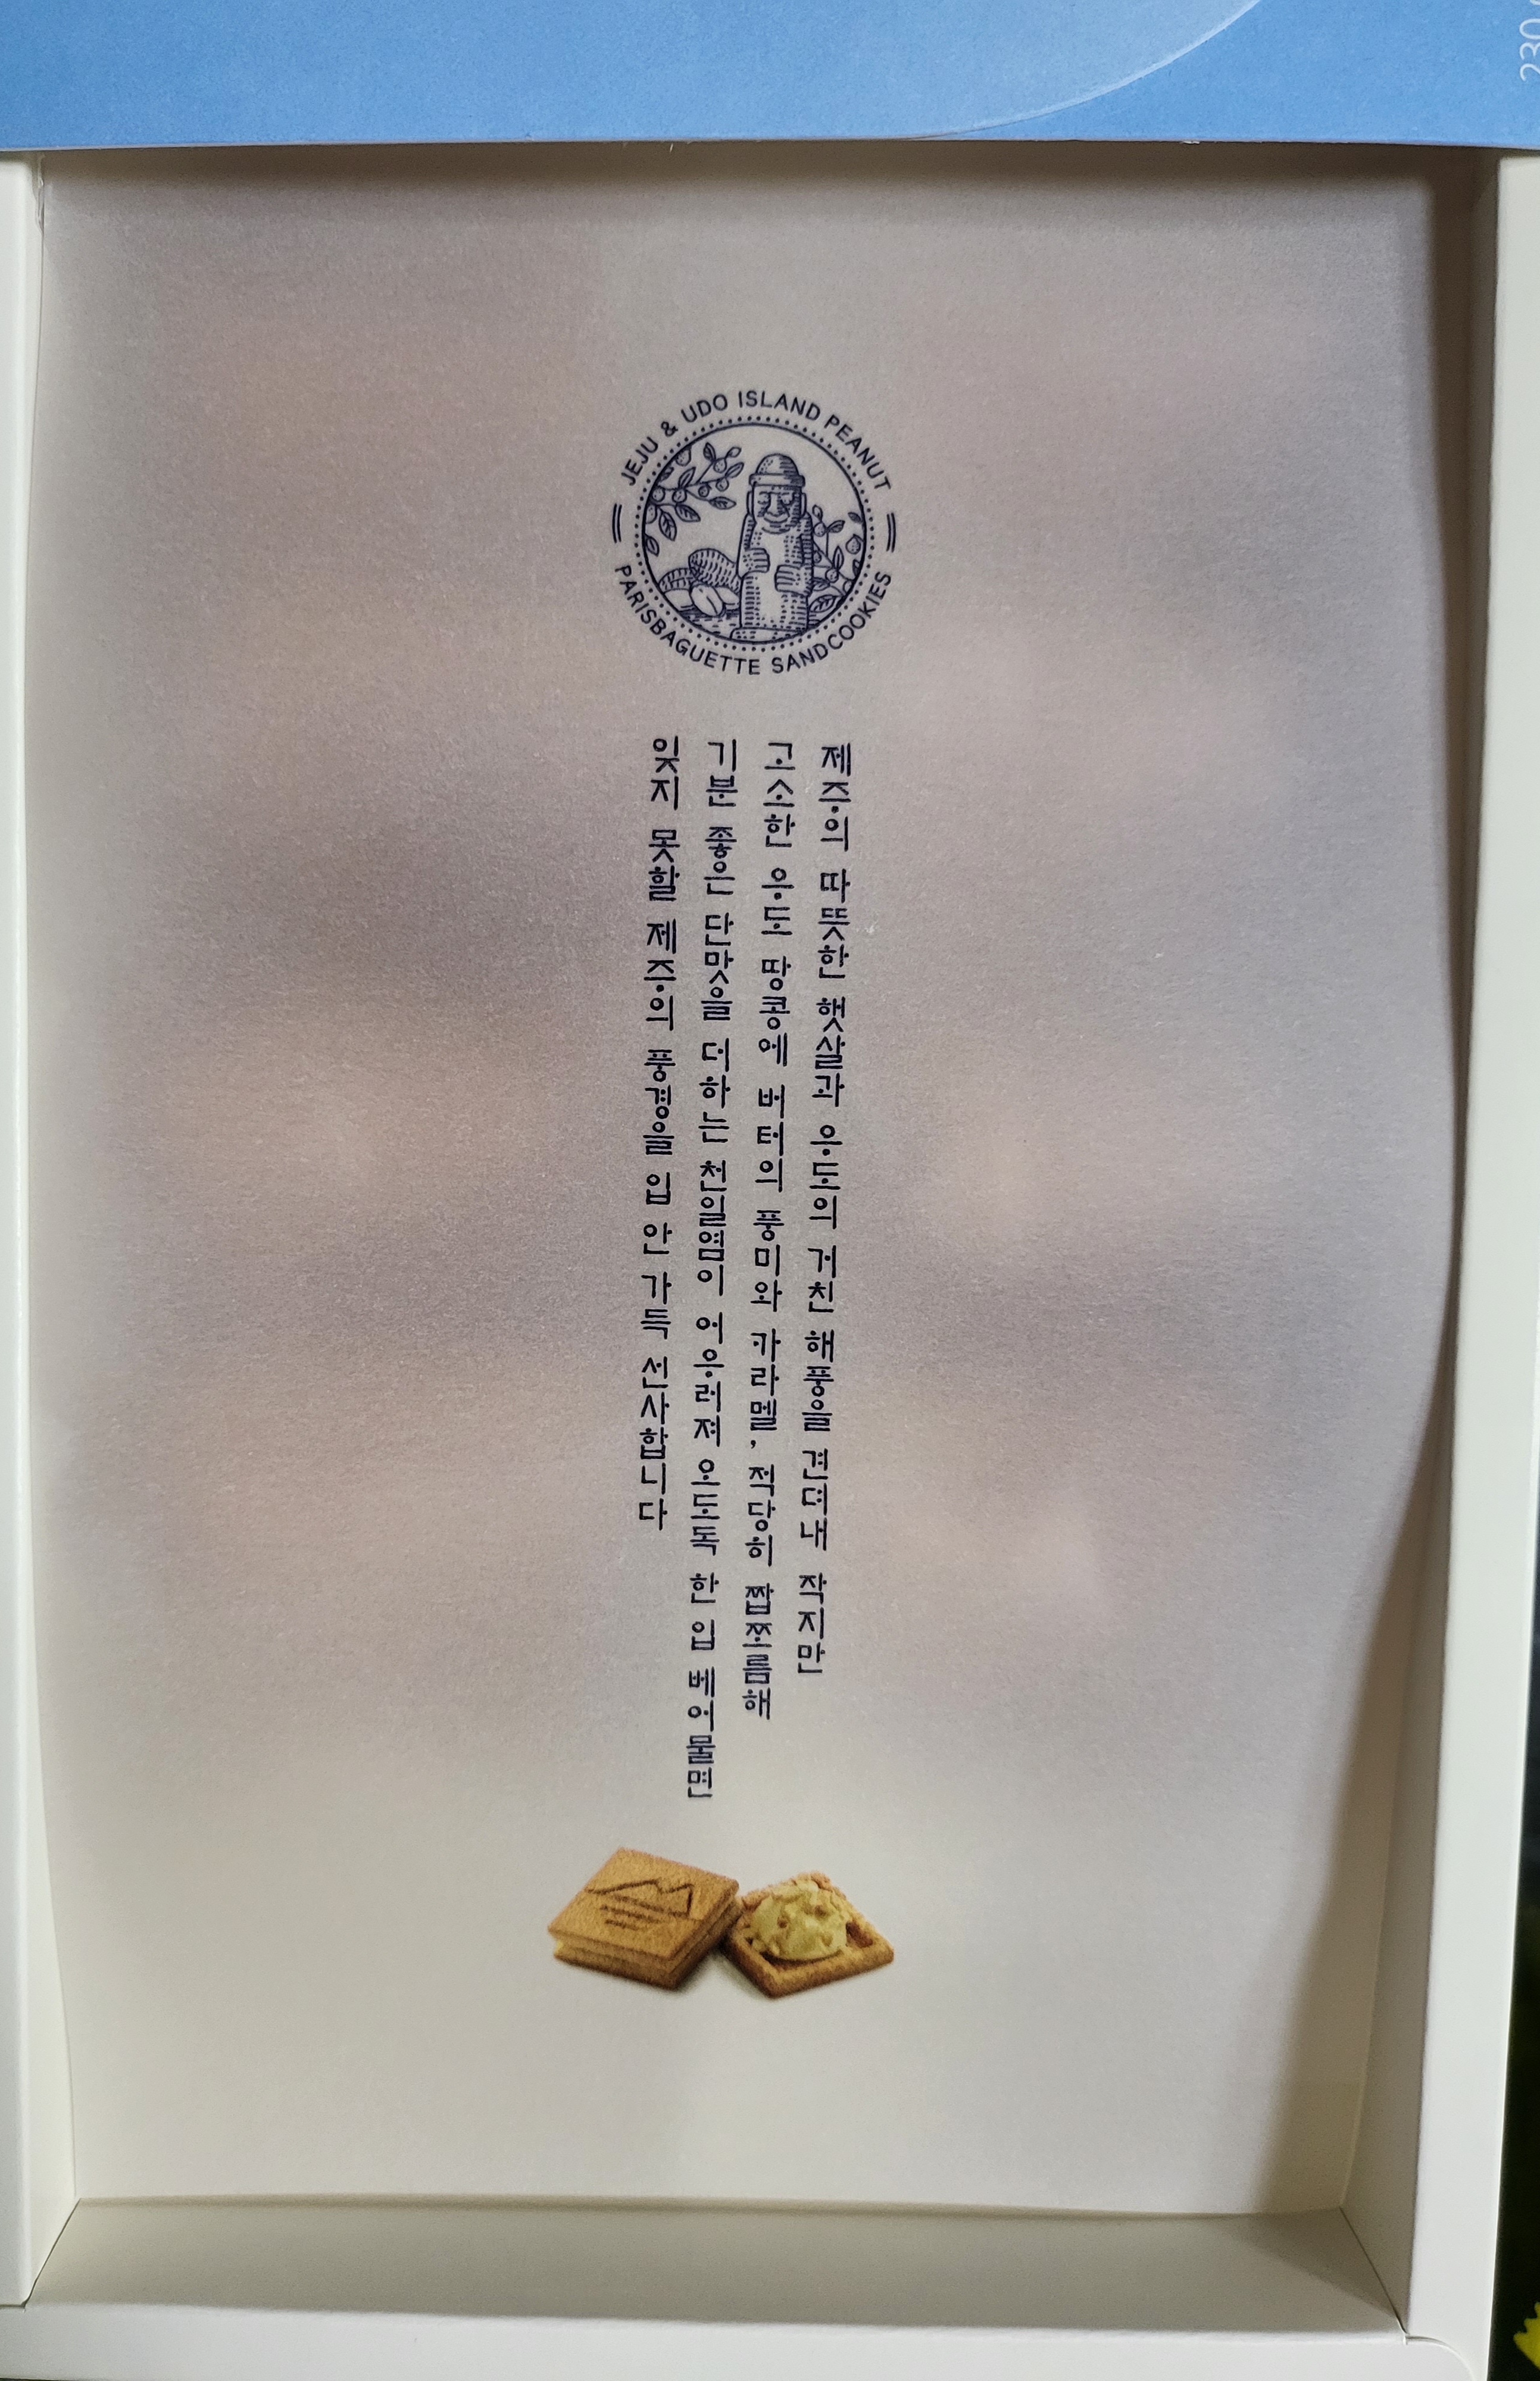 JEJU & UDO ISLAND PEANUT
PARISBAGUETTE SANDCOOKIES
제주의 따뜻한 햇살과 우도의 거친 해풍을 견뎌내 작지만
고소한 우도 땅콩에 버터의 풍미와 캬라멜, 적당히 짭쪼름해
기분 좋은 단맛을 더하는 천일염이 어우러져 오도독 한 입 베어물면
잊지 못할 제주의 풍경을 입 안 가득 선사합니다